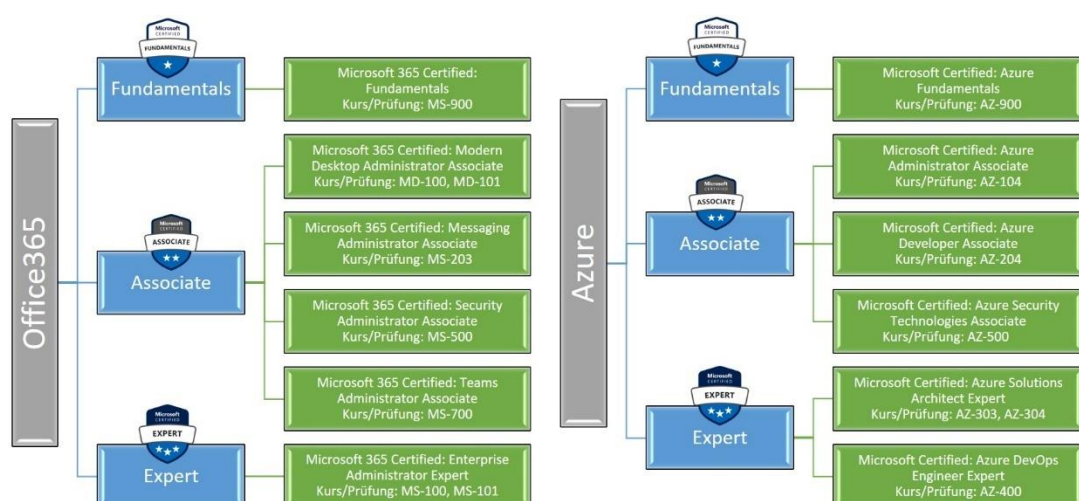 Office365
Microsoft
CERTIFIED
FUNDAMENTALS
Fundamentals
Microsoft 365 Certified:
Fundamentals
Kurs/Prüfung: MS-900
Microsoft
CERTIFIED
ASSOCIATE
Associate
Microsoft 365 Certified: Modern
Desktop Administrator Associate
Kurs/Prüfung: MD-100, MD-101
Microsoft 365 Certified: Messaging
Administrator Associate
Kurs/Prüfung: MS-203
Microsoft 365 Certified: Security
Administrator Associate
Kurs/Prüfung: MS-500
Microsoft 365 Certified: Teams
Administrator Associate
Kurs/Prüfung: MS-700
Microsoft
CERTIFIED
EXPERT
Expert
Microsoft 365 Certified: Enterprise
Administrator Expert
Kurs/Prüfung: MS-100, MS-101
Azure
Microsoft
CERTIFIED
FUNDAMENTALS
Fundamentals
Microsoft Certified: Azure
Fundamentals
Kurs/Prüfung: AZ-900
Microsoft
CERTIFIED
ASSOCIATE
Associate
Microsoft Certified: Azure
Administrator Associate
Kurs/Prüfung: AZ-104
Microsoft Certified: Azure
Developer Associate
Kurs/Prüfung: AZ-204
Microsoft Certified: Azure Security
Technologies Associate
Kurs/Prüfung: AZ-500
Microsoft
CERTIFIED
EXPERT
Expert
Microsoft Certified: Azure Solutions
Architect Expert
Kurs/Prüfung: AZ-303, AZ-304
Microsoft Certified: Azure DevOps
Engineer Expert
Kurs/Prüfung: AZ-400